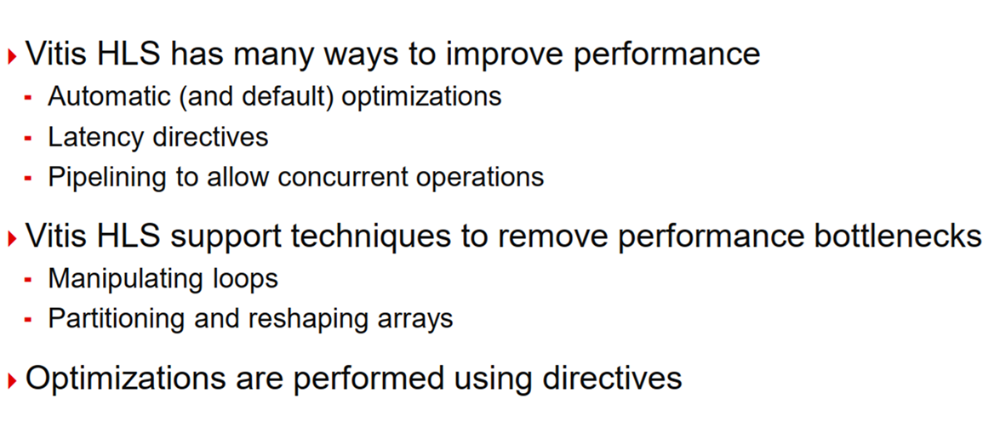 Vitis HLS has many ways to improve performance
- Automatic (and default) optimizations
- Latency directives
- Pipelining to allow concurrent operations
Vitis HLS support techniques to remove performance bottlenecks
- Manipulating loops
- Partitioning and reshaping arrays
Optimizations are performed using directives